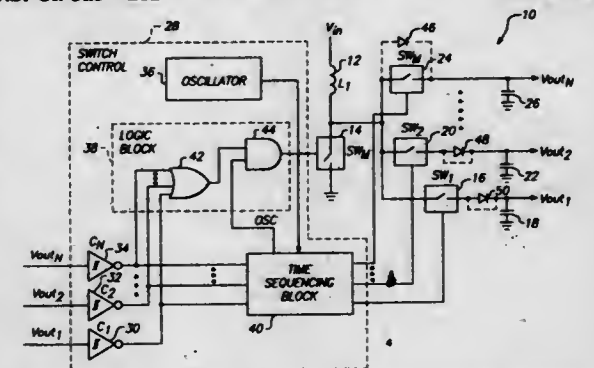 28
10
SWITCH CONTROL
36
OSCILLATOR
Vin
12
L1
46
SWM
24
VoutN
26
LOGIC BLOCK
38
42
44
14
SWM
SW2
20
48
Vout2
22
SW1
16
50
Vout1
18
OSC
VoutN
CN
34
Vout2
32
C2
Vout1
C1
30
TIME SEQUENCING BLOCK
40
4